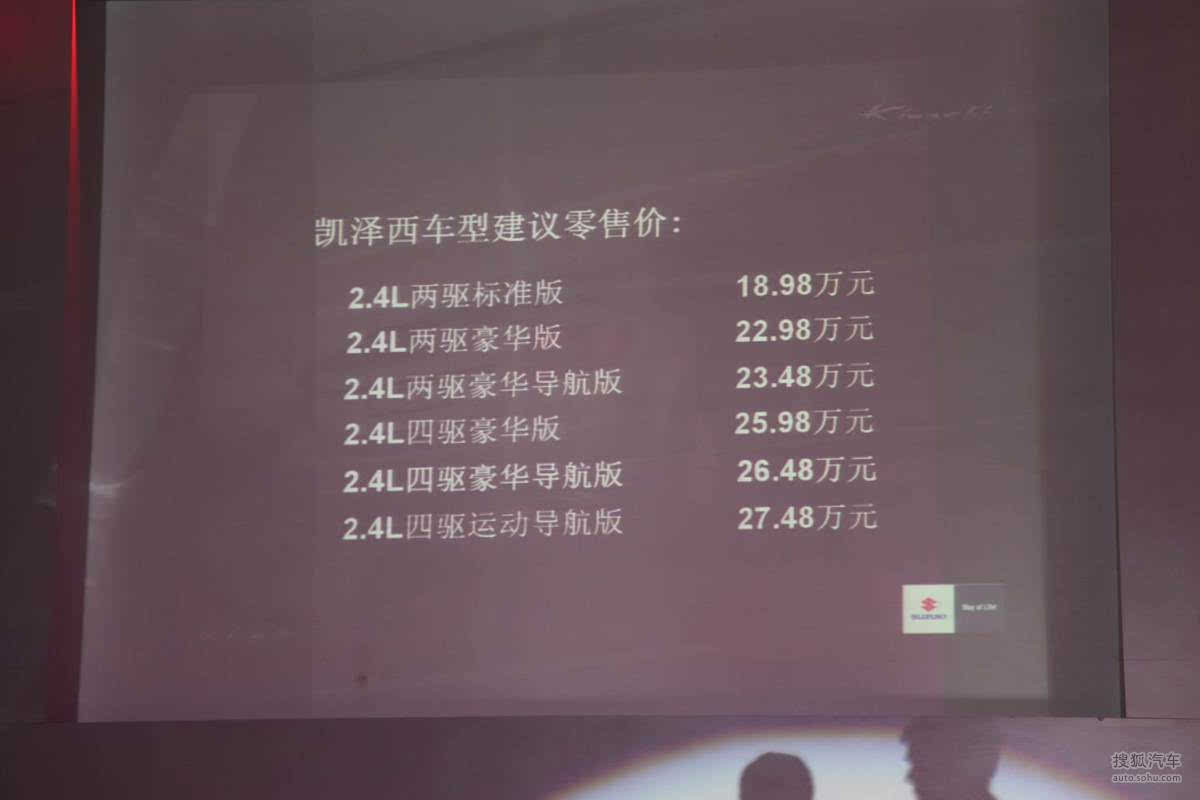 Kizashi
凯泽西车型建议零售价:
2.4L两驱标准版 18.98万元
2.4L两驱豪华版 22.98万元
2.4L两驱豪华导航版 23.48万元
2.4L四驱豪华版 25.98万元
2.4L四驱豪华导航版 26.48万元
2.4L四驱运动导航版 27.48万元
SUZUKI
Way of Life!
搜狐汽车
auto.sohu.com